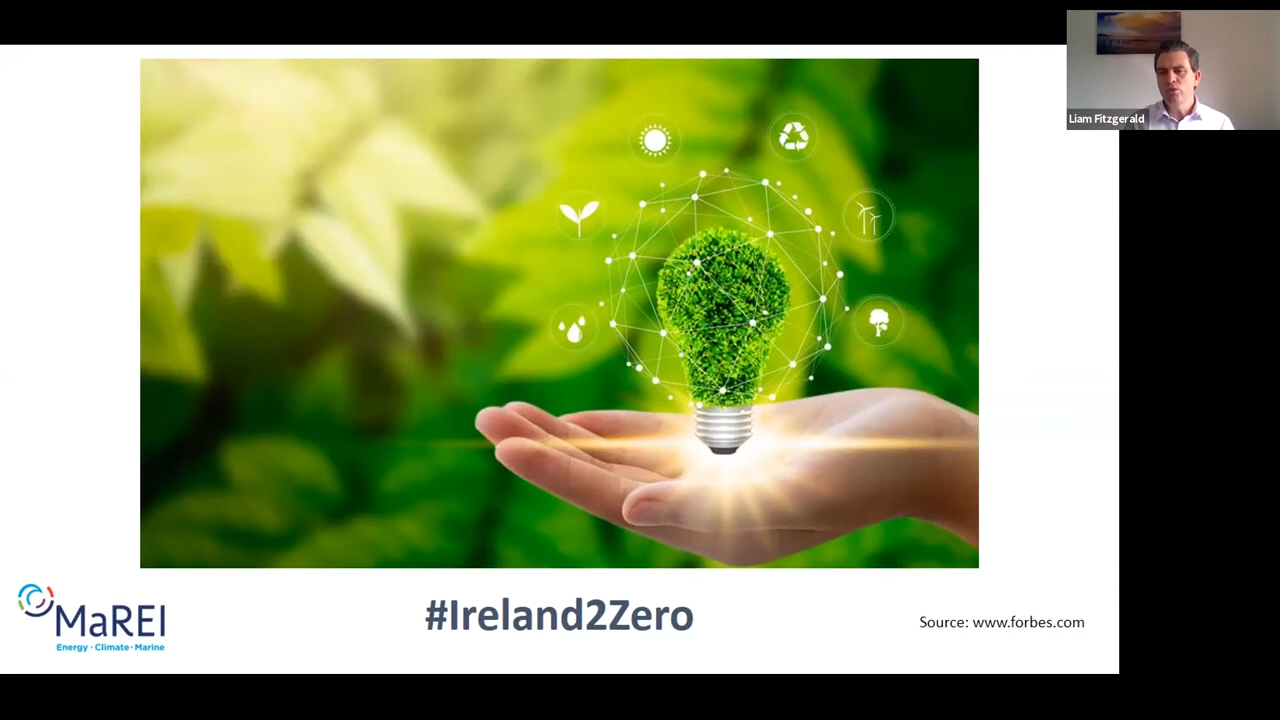 Liam Fitzgerald
#Ireland2Zero
MaREI
Energy · Climate · Marine
Source: www.forbes.com